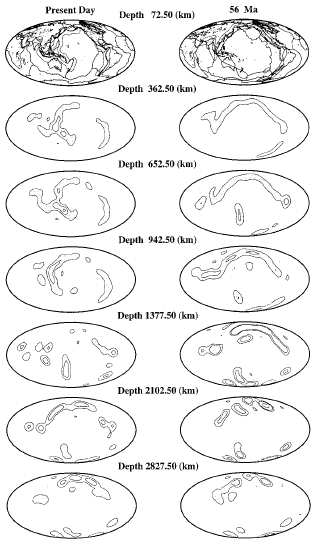 Present Day 56 Ma
Depth 72.50 (km)
Depth 362.50 (km)
Depth 652.50 (km)
Depth 942.50 (km)
Depth 1377.50 (km)
Depth 2102.50 (km)
Depth 2827.50 (km)